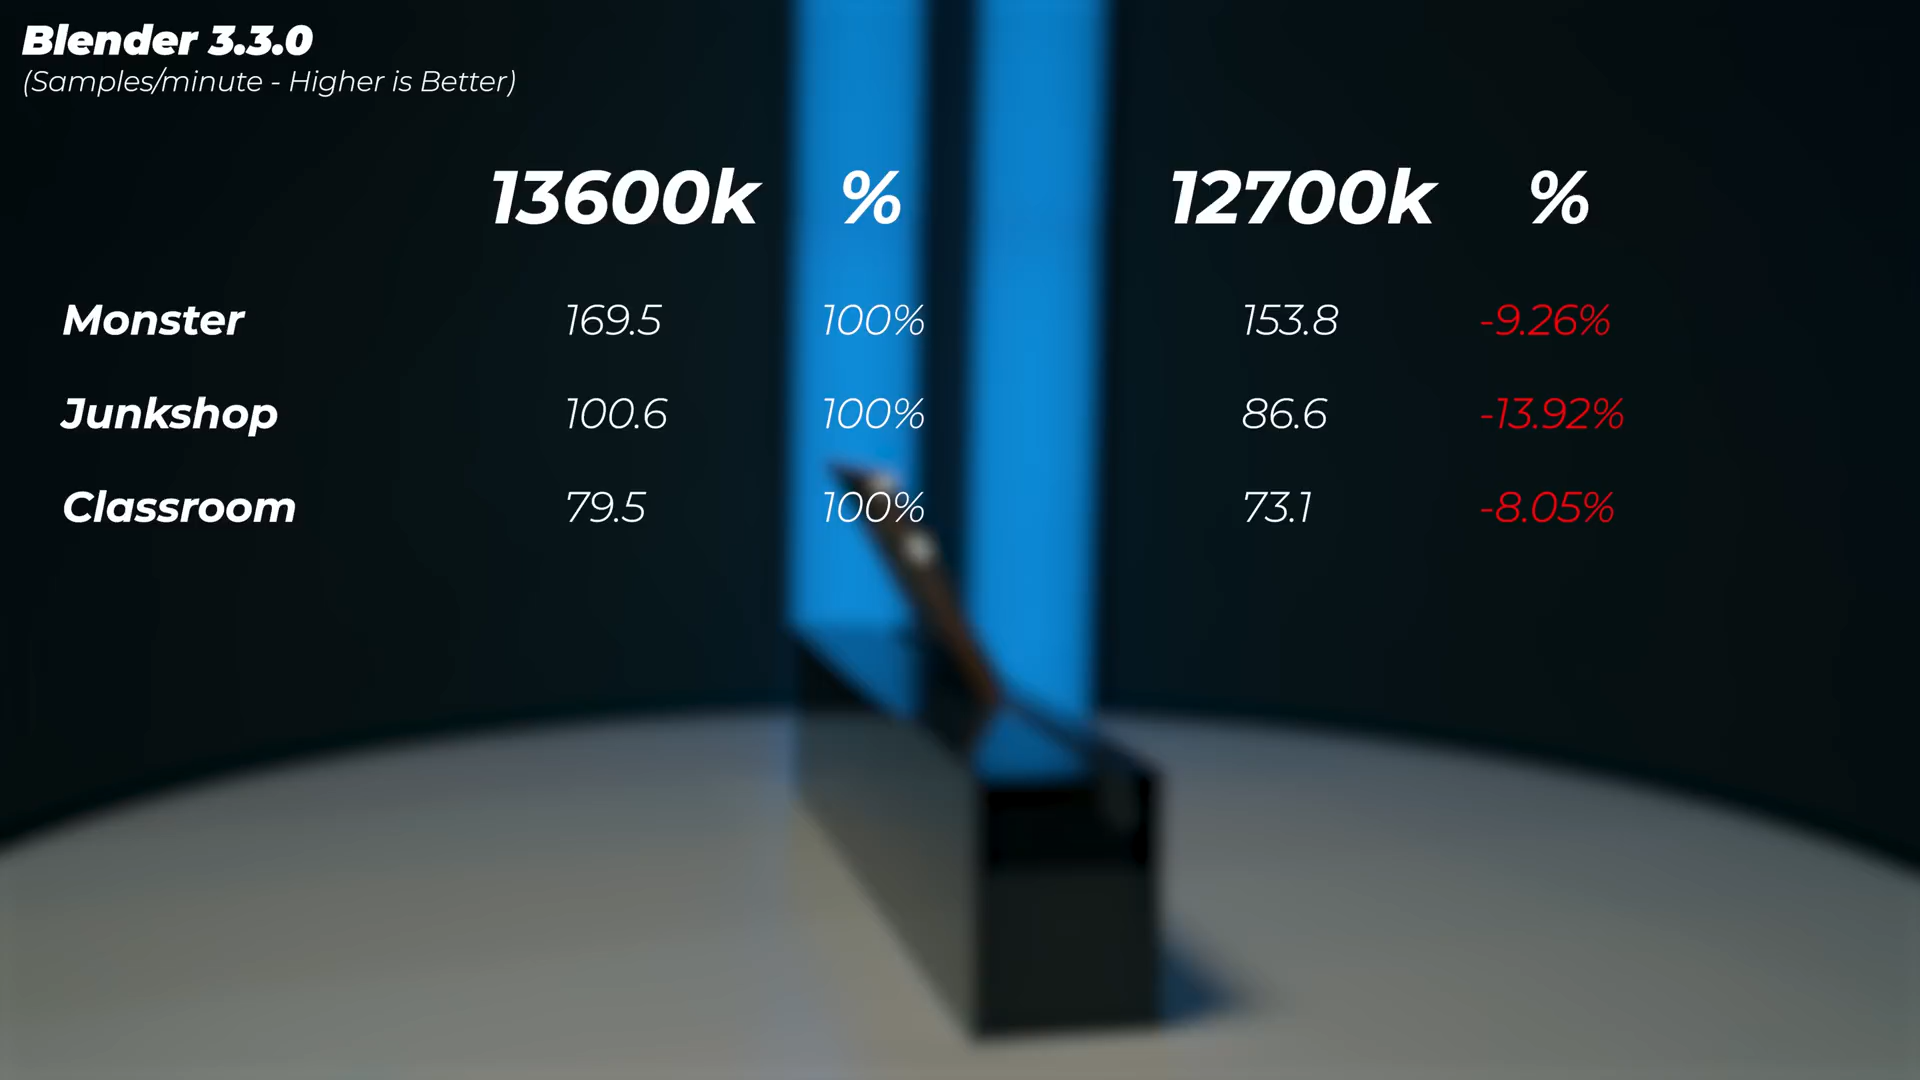 Blender 3.3.0
(Samples/minute - Higher is Better)
13600k % 12700k %
Monster 169.5 100% 153.8 -9.26%
Junkshop 100.6 100% 86.6 -13.92%
Classroom 79.5 100% 73.1 -8.05%